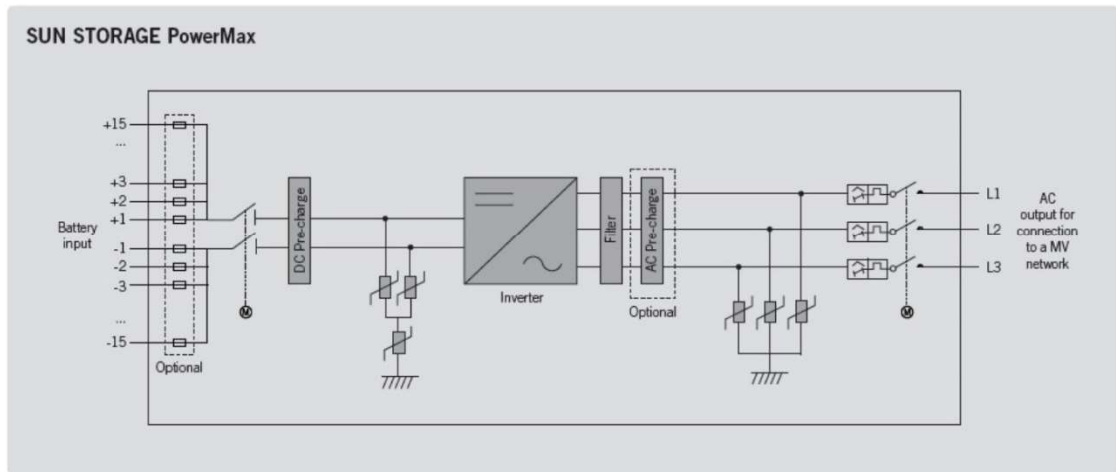 SUN STORAGE PowerMax
+15
...
+3
+2
+1
Battery
input
-1
-2
-3
...
-15
Optional
M
DC Pre-charge
Inverter
Filter
AC Pre-charge
Optional
M
L1
L2
L3
AC
output for
connection
to a MV
network